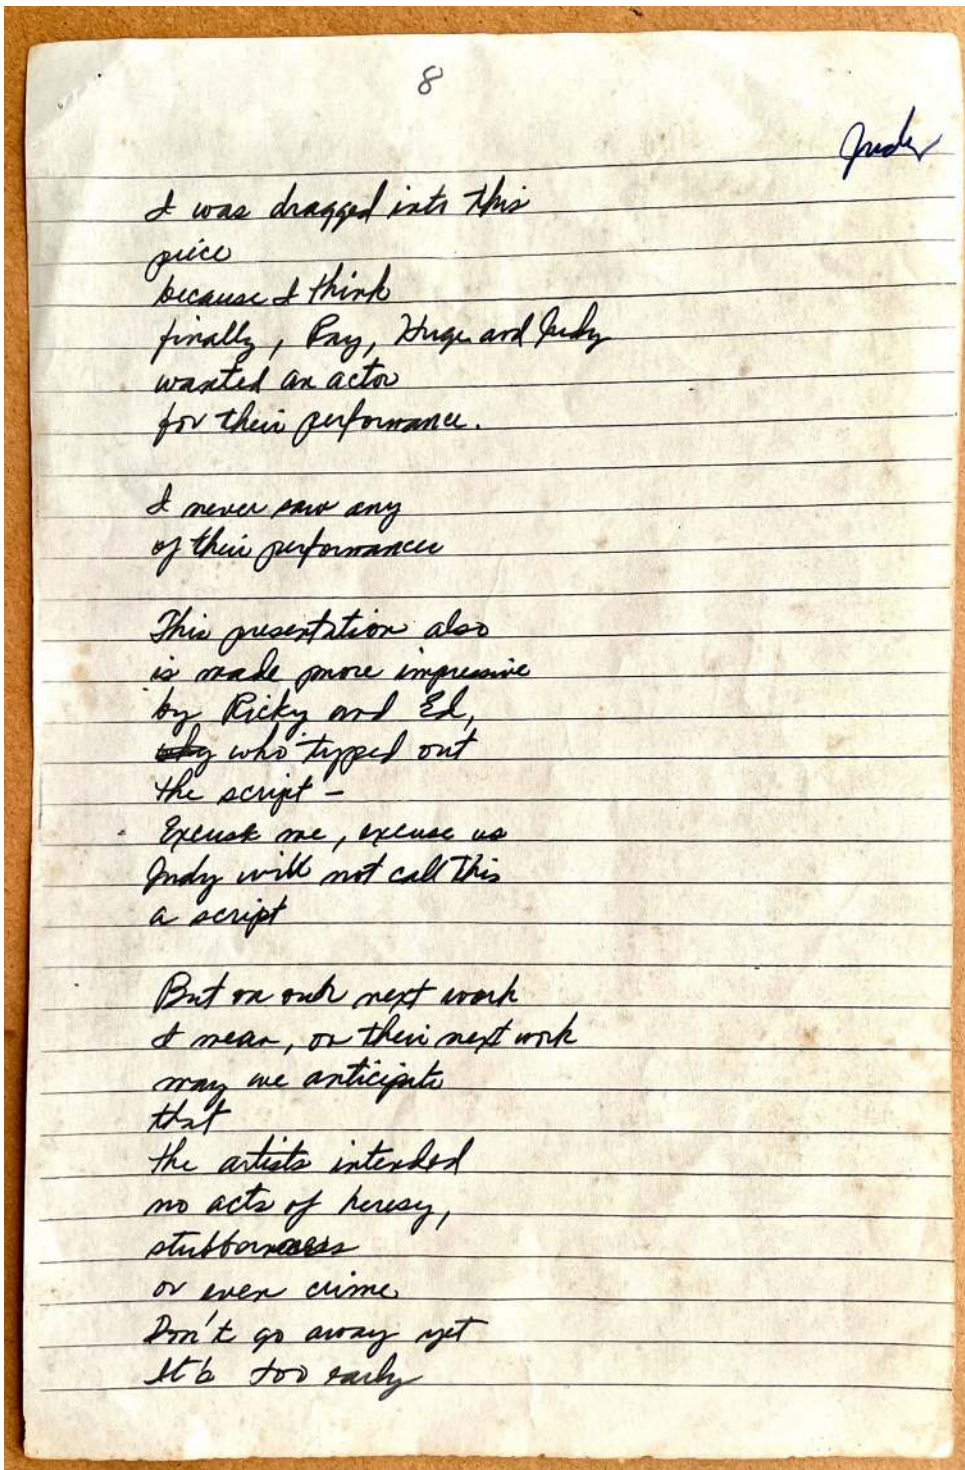 8
Judy
I was dragged into this
piece
because I think
finally, Ray, Huge and Judy
wanted an actor
for their performance.
I never saw any
of their performances
This presentation also
is made more impressive
by Ricky and Ed,
why who typped out
the script –
Excuse me, excuse us
Judy will not call this
a script
But on our next work
I mean, on their next work
may we anticipate
that
the artists intended
no acts of heresy,
stubborness
or even crime
Don't go away yet
It's too early